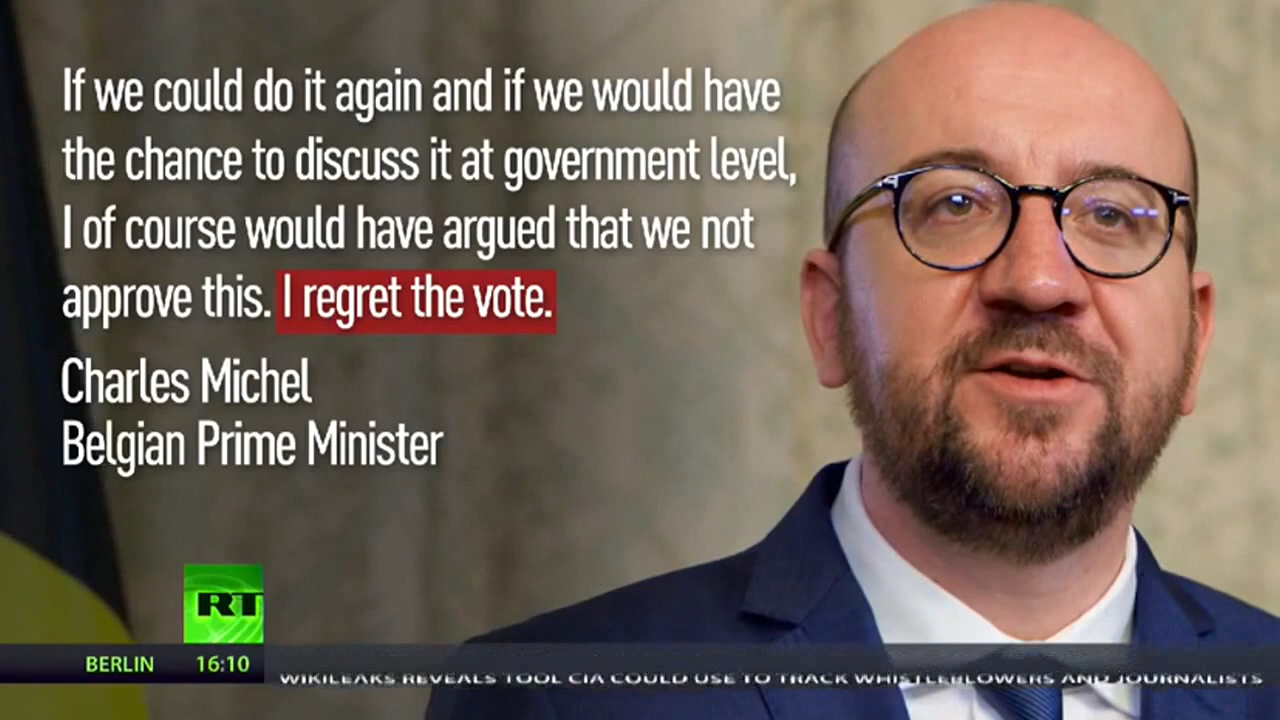 If we could do it again and if we would have
the chance to discuss it at government level,
I of course would have argued that we not
approve this. I regret the vote.
Charles Michel
Belgian Prime Minister
RT
BERLIN 16:10
WIKILEAKS REVEALS TOOL CIA COULD USE TO TRACK WHISTLEBLOWERS AND JOURNALISTS